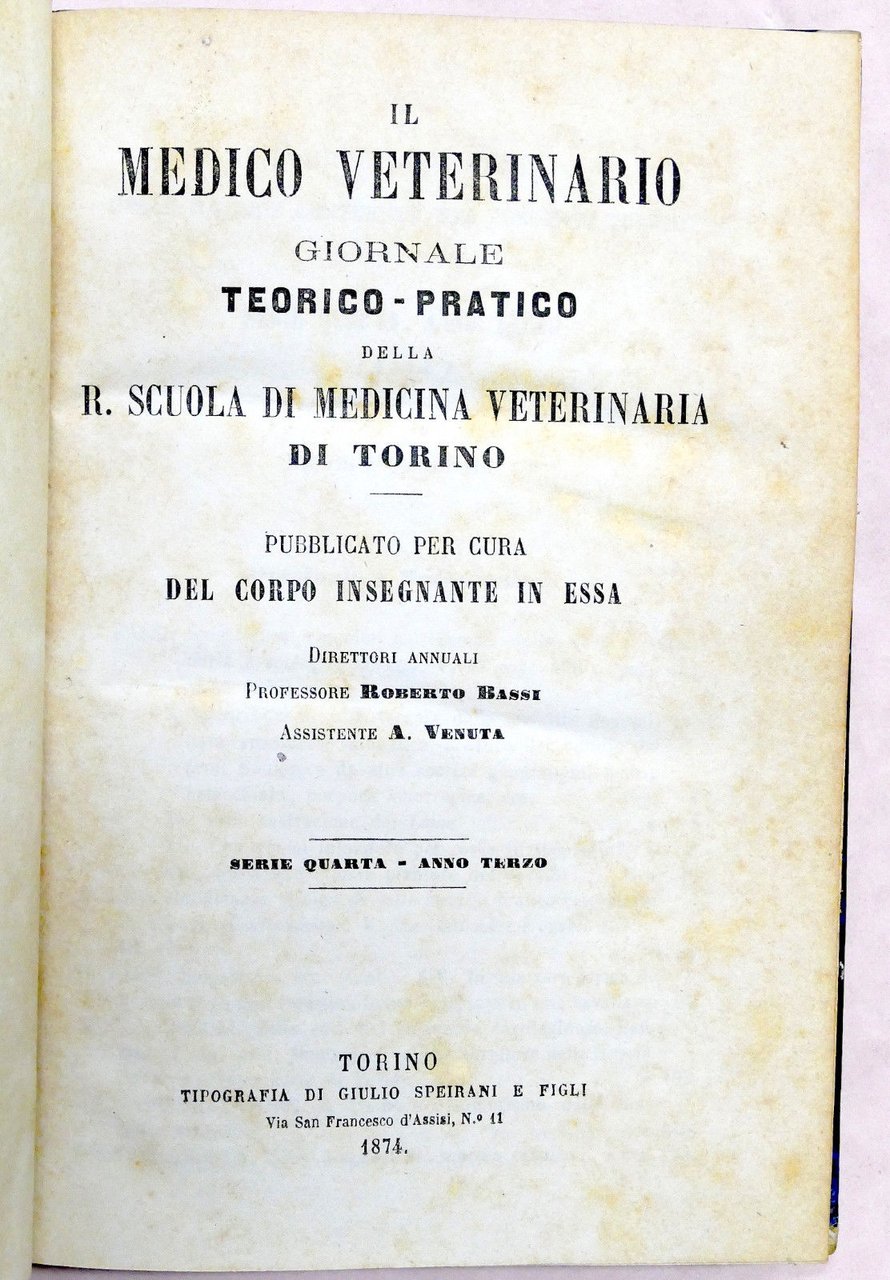 IL
MEDICO VETERINARIO
GIORNALE
TEORICO-PRATICO
DELLA
R. SCUOLA DI MEDICINA VETERINARIA
DI TORINO
PUBBLICATO PER CURA
DEL CORPO INSEGNANTE IN ESSA
DIRETTORI ANNUALI
PROFESSORE ROBERTO BASSI
ASSISTENTE A. VENUTA
SERIE QUARTA - ANNO TERZO
TORINO
TIPOGRAFIA DI GIULIO SPEIRANI E FIGLI
Via San Francesco d'Assisi, N.º 11
1874.